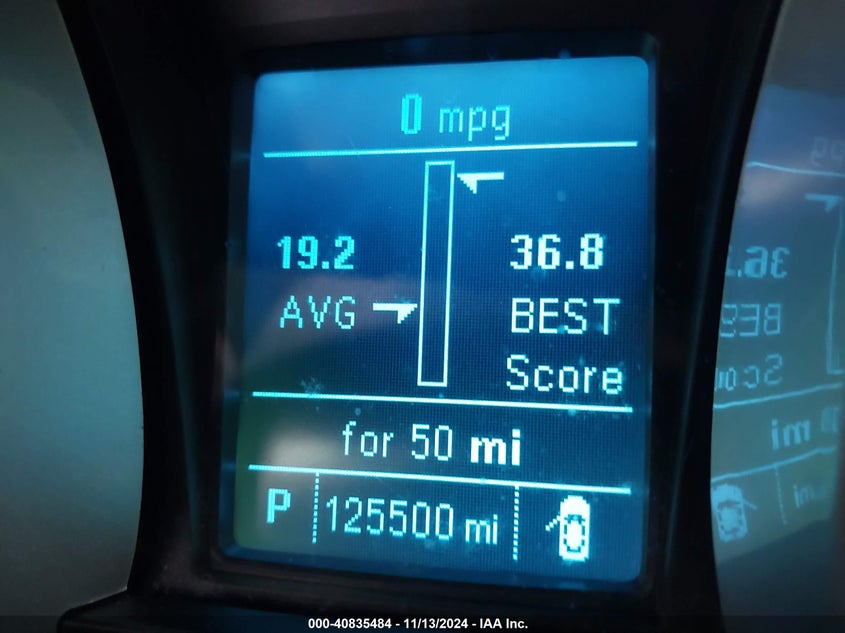 0 mpg
19.2
AVG
36.8
BEST
Score
for 50 mi
P 125500 mi
000-40835484 - 11/13/2024 - IAA Inc.